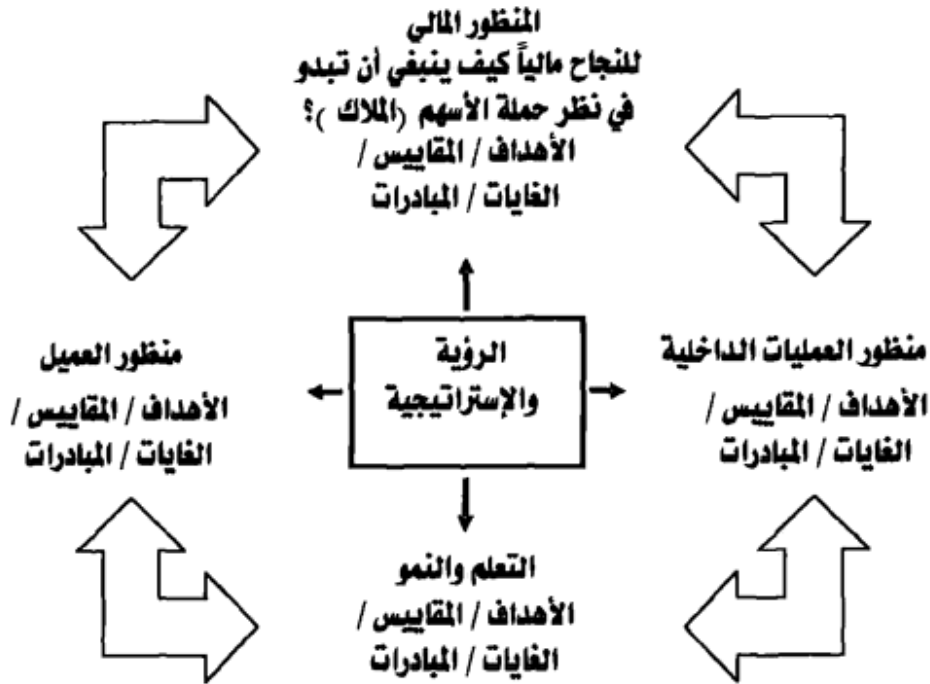 المنظور المالي
للنجاح مالياً كيف ينبغي أن تبدو
في نظر حملة الأسهم (الملاك)؟
الأهداف / المقاييس /
الغايات / المبادرات
الرؤية
والإستراتيجية
منظور العمليات الداخلية
الأهداف / المقاييس /
الغايات / المبادرات
منظور العميل
الأهداف / المقاييس /
الغايات / المبادرات
التعلم والنمو
الأهداف / المقاييس /
الغايات / المبادرات